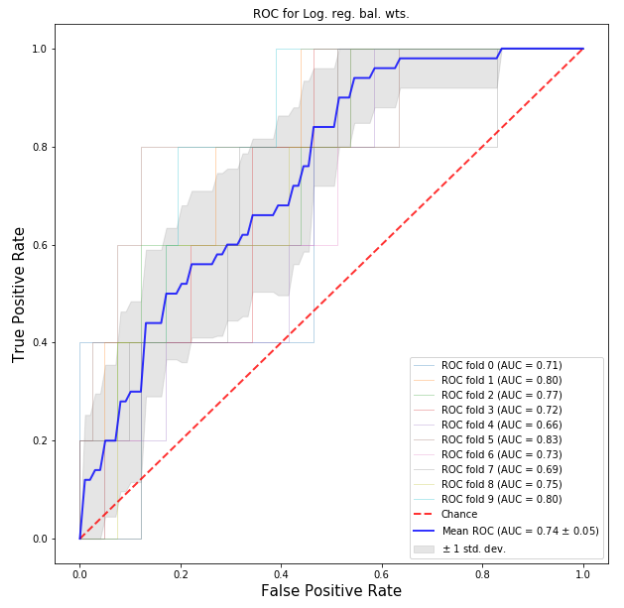 ROC for Log. reg. bal. wts.
1.0
0.8
0.6
0.4
0.2
0.0
True Positive Rate
0.0 0.2 0.4 0.6 0.8 1.0
False Positive Rate
ROC fold 0 (AUC = 0.71)
ROC fold 1 (AUC = 0.80)
ROC fold 2 (AUC = 0.77)
ROC fold 3 (AUC = 0.72)
ROC fold 4 (AUC = 0.66)
ROC fold 5 (AUC = 0.83)
ROC fold 6 (AUC = 0.73)
ROC fold 7 (AUC = 0.69)
ROC fold 8 (AUC = 0.75)
ROC fold 9 (AUC = 0.80)
Chance
Mean ROC (AUC = 0.74 ± 0.05)
± 1 std. dev.